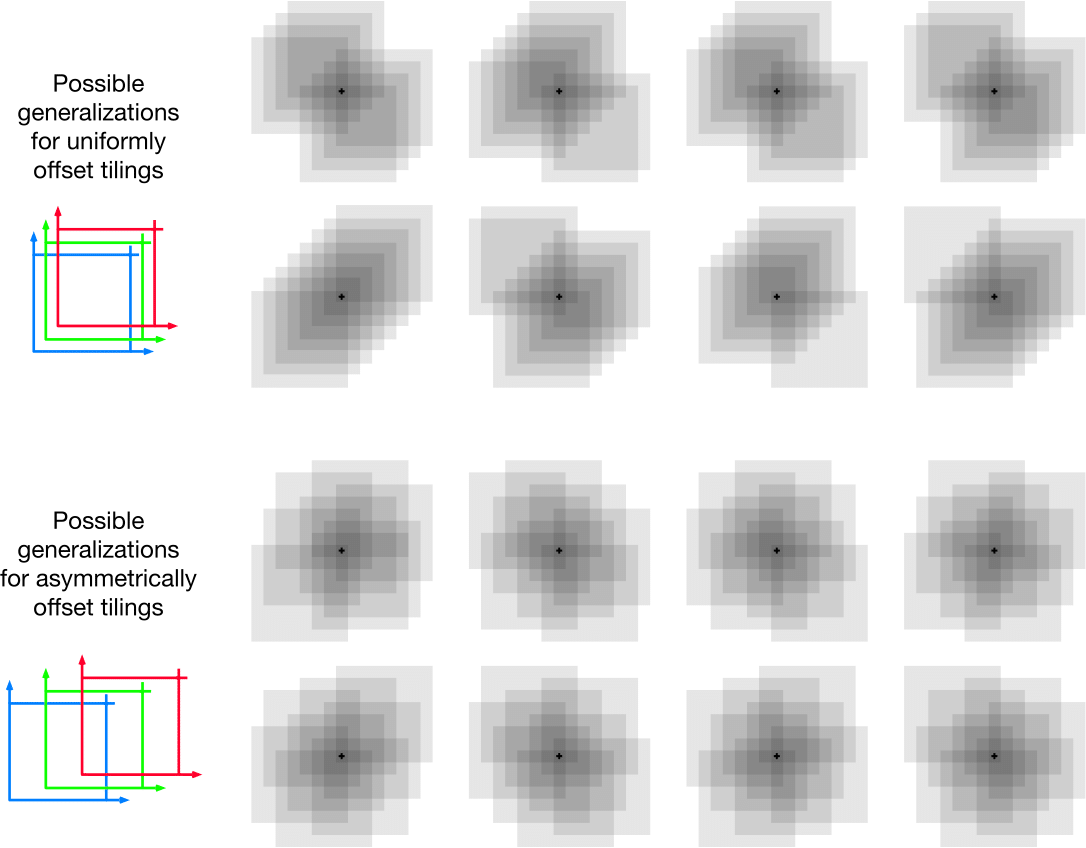 Possible
generalizations
for uniformly
offset tilings
Possible
generalizations
for asymmetrically
offset tilings